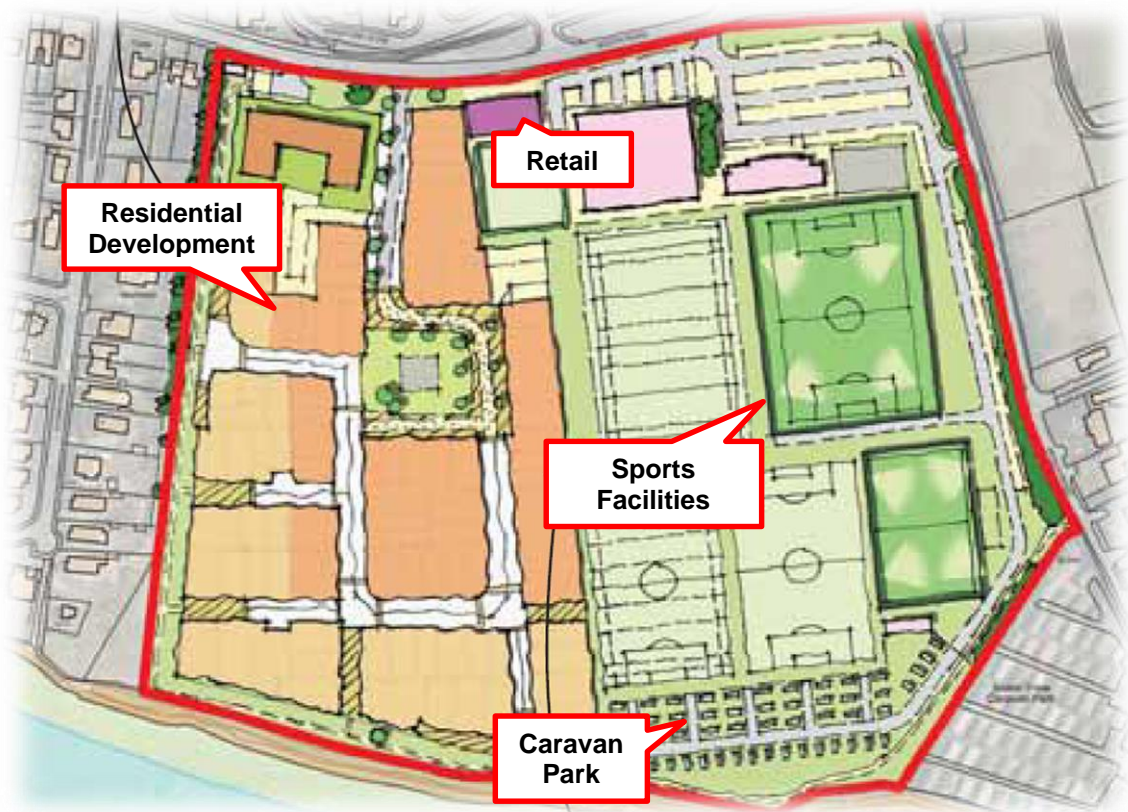 Retail
Residential
Development
Sports
Facilities
Caravan
Park